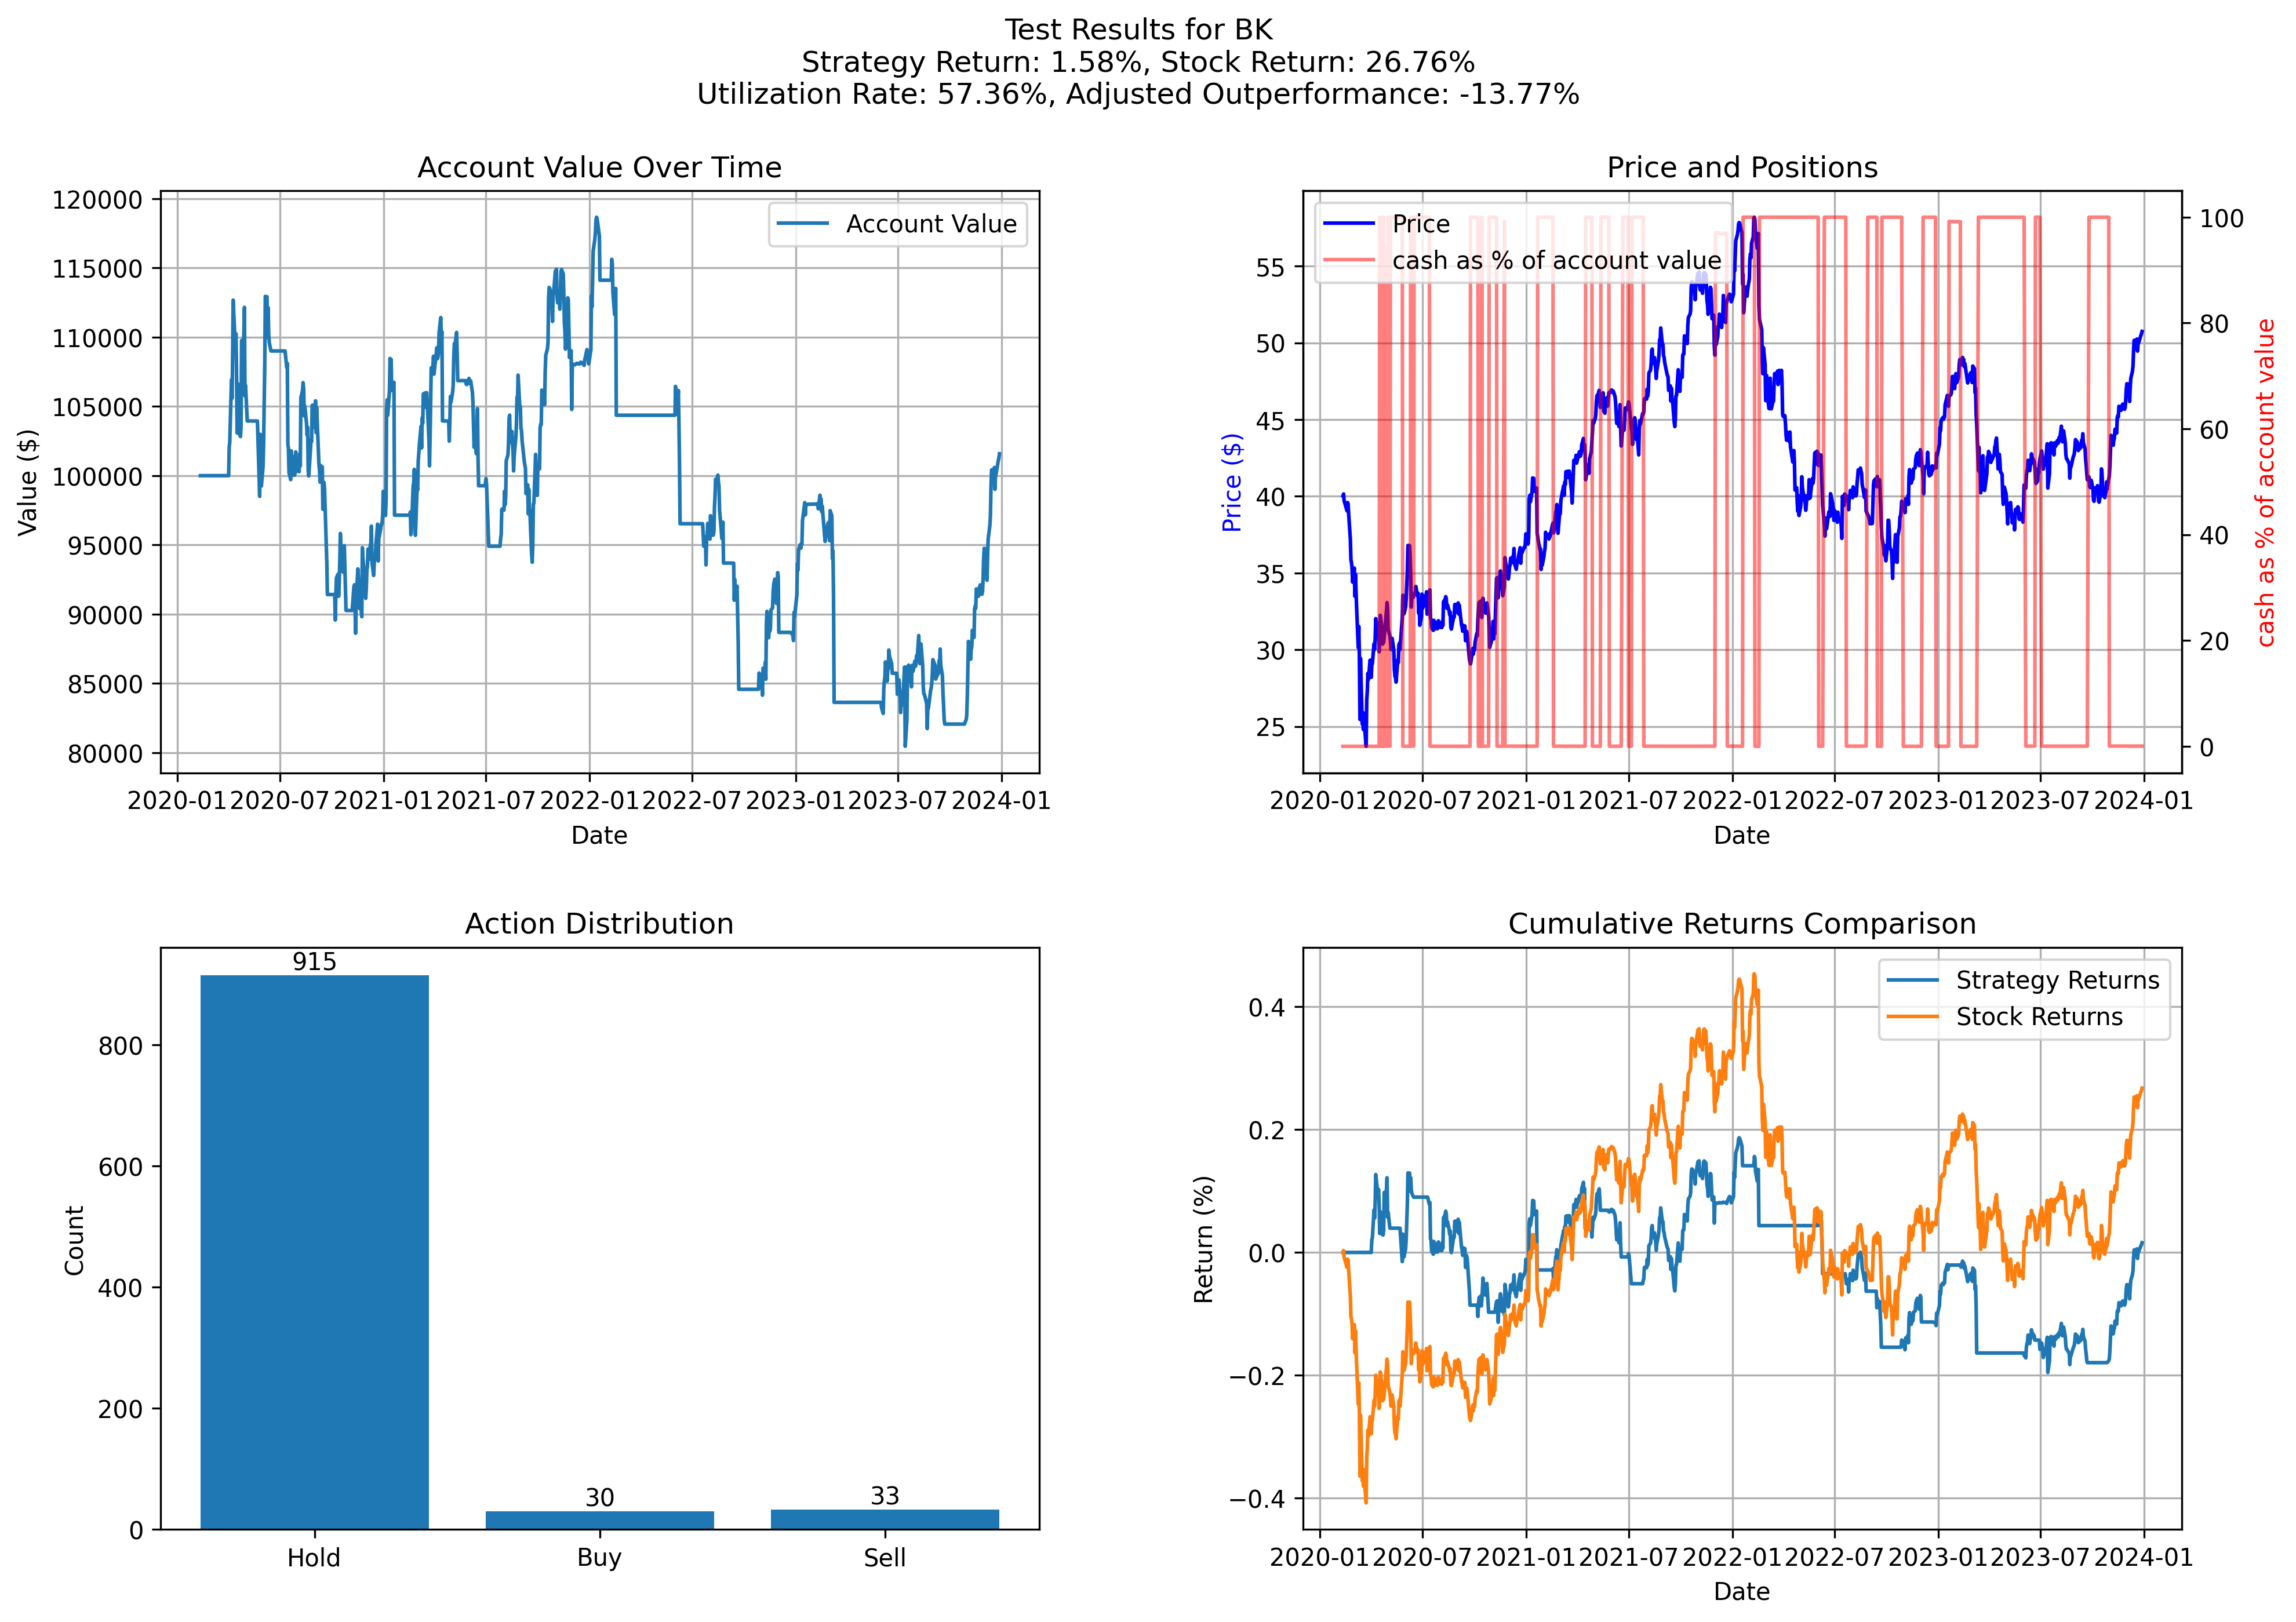 Test Results for BK
Strategy Return: 1.58%, Stock Return: 26.76%
Utilization Rate: 57.36%, Adjusted Outperformance: -13.77%
Account Value Over Time
Account Value
Value ($)
120000
115000
110000
105000
100000
95000
90000
85000
80000
2020-01 2020-07 2021-01 2021-07 2022-01 2022-07 2023-01 2023-07 2024-01
Date
Price and Positions
Price
cash as % of account value
Price ($)
55
50
45
40
35
30
25
100
80
60
40
20
0
cash as % of account value
2020-01 2020-07 2021-01 2021-07 2022-01 2022-07 2023-01 2023-07 2024-01
Date
Action Distribution
Count
800
600
400
200
0
915
30
33
Hold Buy Sell
Cumulative Returns Comparison
Strategy Returns
Stock Returns
Return (%)
0.4
0.2
0.0
−0.2
−0.4
2020-01 2020-07 2021-01 2021-07 2022-01 2022-07 2023-01 2023-07 2024-01
Date